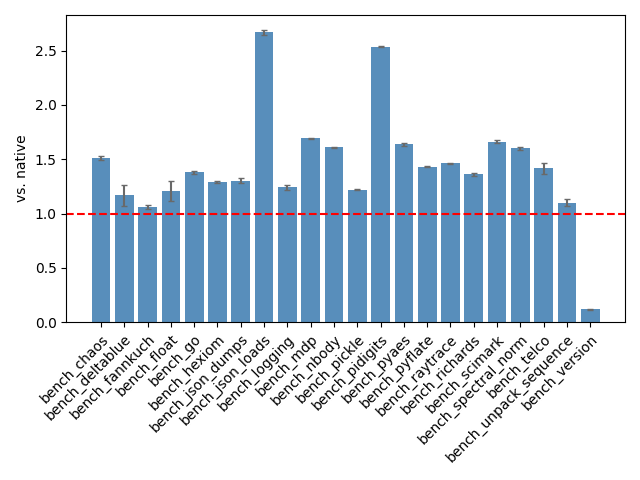 vs. native
2.5
2.0
1.5
1.0
0.5
0.0
bench_chaos
bench_deltablue
bench_fannkuch
bench_float
bench_go
bench_hexiom
bench_json_dumps
bench_json_loads
bench_logging
bench_mdp
bench_nbody
bench_pickle
bench_pidigits
bench_pyaes
bench_pyflate
bench_raytrace
bench_richards
bench_scimark
bench_spectral_norm
bench_telco
bench_unpack_sequence
bench_version